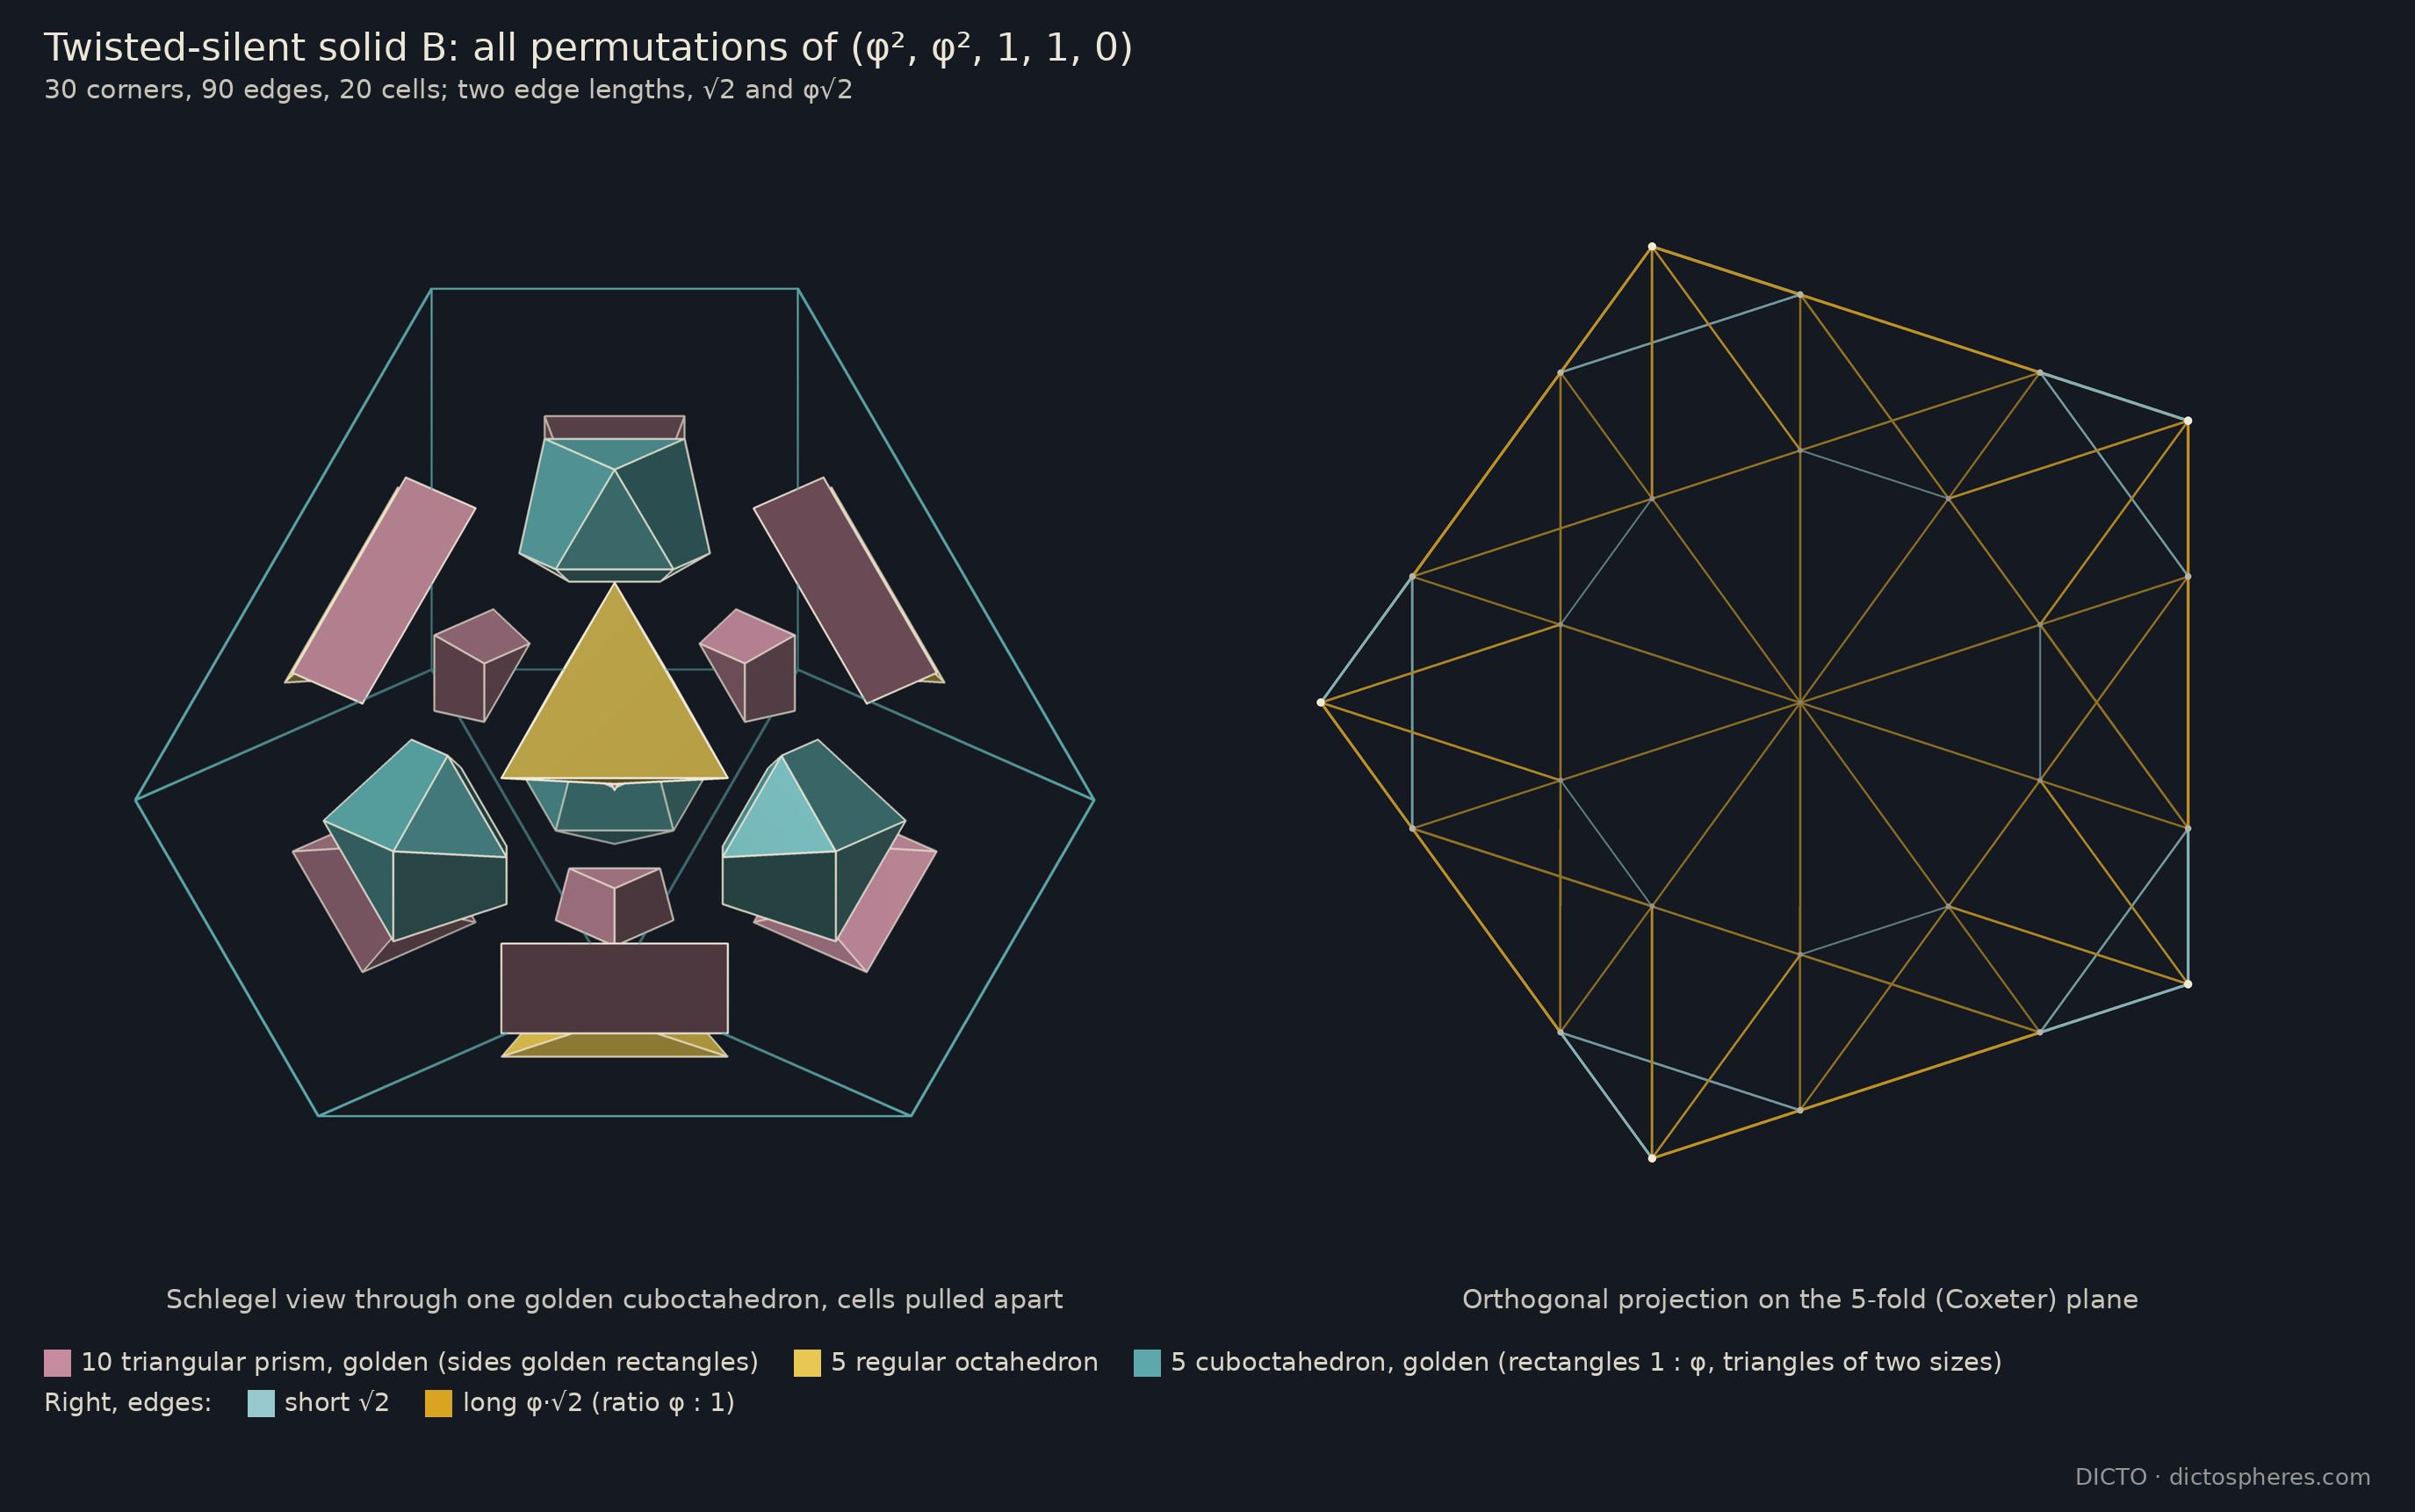 Twisted-silent solid B: all permutations of (φ², φ², 1, 1, 0)
30 corners, 90 edges, 20 cells; two edge lengths, √2 and φ√2
Schlegel view through one golden cuboctahedron, cells pulled apart
Orthogonal projection on the 5-fold (Coxeter) plane
10 triangular prism, golden (sides golden rectangles)
5 regular octahedron
5 cuboctahedron, golden (rectangles 1 : φ, triangles of two sizes)
Right, edges:
short √2
long φ·√2 (ratio φ : 1)
DICTO · dictospheres.com